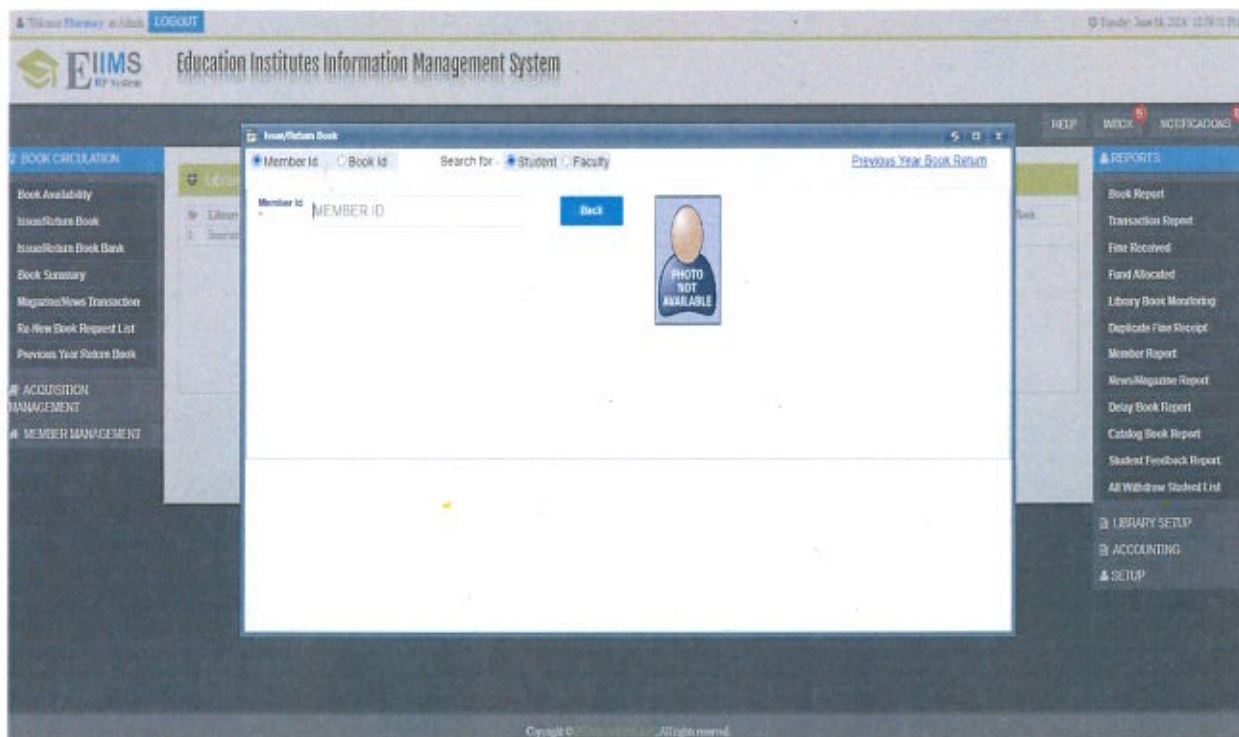 LOGOUT
EIIMS
ERP System
Education Institutes Information Management System
HELP
INBOX 5
NOTIFICATIONS
BOOK CIRCULATION
Book Availability
Issue/Return Book
Issue/Return Book Bank
Book Summary
Magazine/News Transaction
Re-New Book Request List
Previous Year Return Book
ACQUISITION
MANAGEMENT
MEMBER MANAGEMENT
Issue/Return Book
Member Id Book Id Search for - Student Faculty Previous Year Book Return
Member Id
*
MEMBER ID
Back
PHOTO
NOT
AVAILABLE
REPORTS
Book Report
Transaction Report
Fine Received
Fund Allocated
Library Book Monitoring
Duplicate Fine Receipt
Member Report
News/Magazine Report
Delay Book Report
Catalog Book Report
Student Feedback Report
All Withdraw Student List
LIBRARY SETUP
ACCOUNTING
SETUP
Copyright ©
All rights reserved.